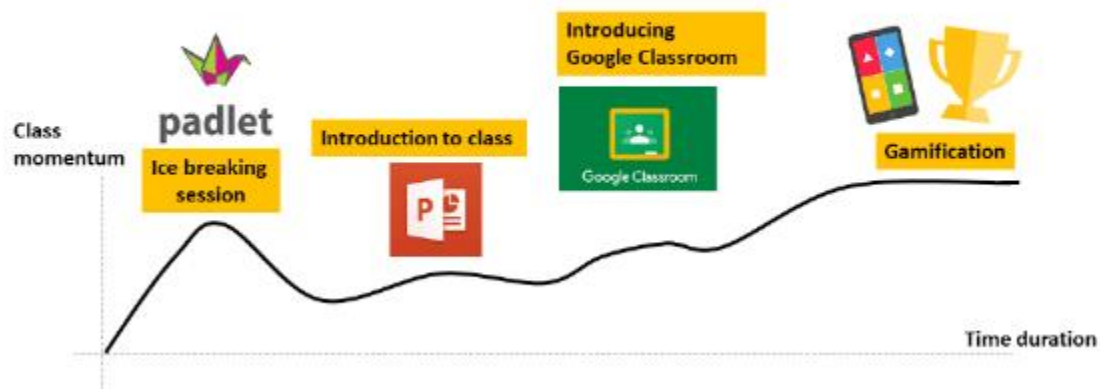 Introducing
Google Classroom
padlet
Class
momentum
Ice breaking
session
Introduction to class
P
Google Classroom
Gamification
Time duration